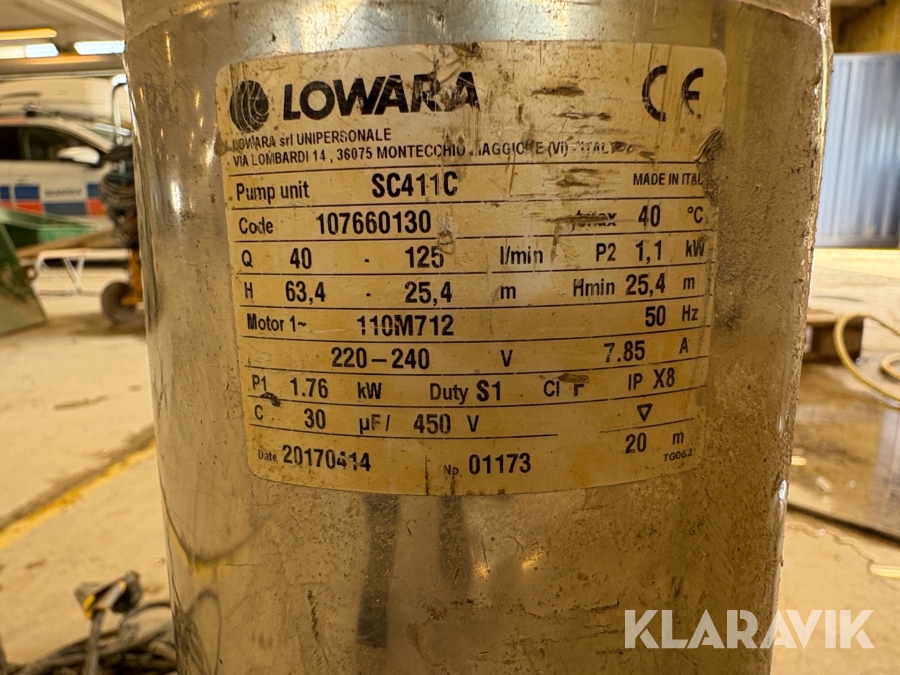 LOWARA CE
LOWARA srl UNIPERSONALE
VIA LOMBARDI 14 , 36075 MONTECCHIO MAGGIORE (VI) - ITALY
Pump unit SC411C MADE IN ITALY
Code 107660130 tmax 40 °C
Q 40 - 125 l/min P2 1,1 kW
H 63,4 - 25,4 m Hmin 25,4 m
Motor 1~ 110M712 50 Hz
220-240 V 7.85 A
P1 1.76 kW Duty S1 Cl F IP X8
C 30 µF/ 450 V
20 m
Date 20170414 No 01173 TG062
KLARAVIK